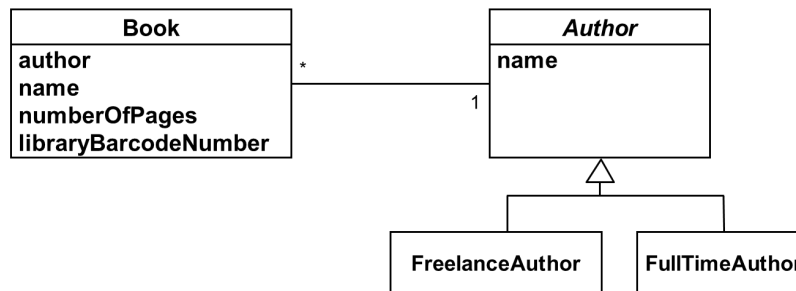 Book
author
name
numberOfPages
libraryBarcodeNumber
*
1
Author
name
FreelanceAuthor
FullTimeAuthor